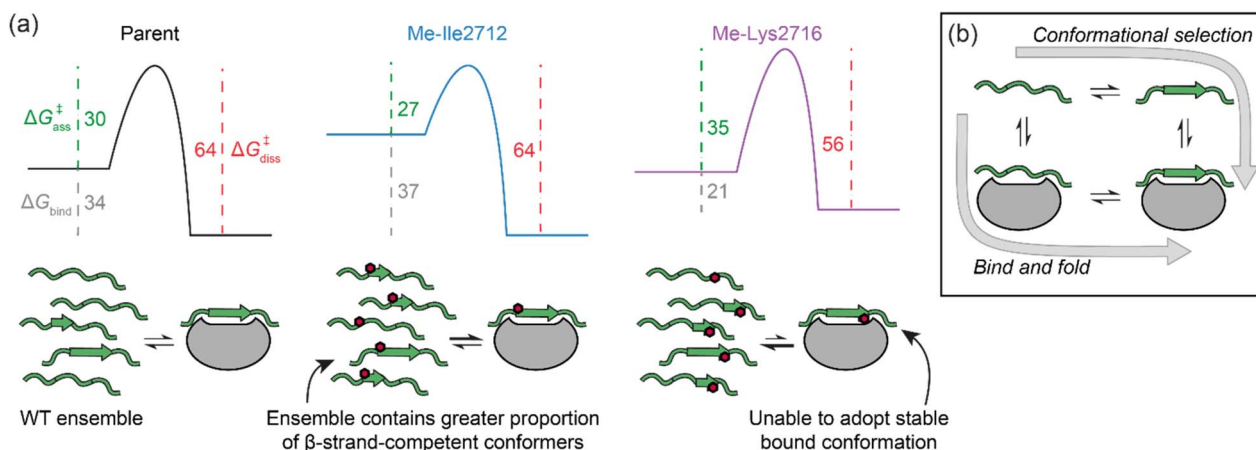 (a)
Parent
ΔG‡ass 30
64 ΔG‡diss
ΔGbind 34
WT ensemble
Me-Ile2712
27
64
37
Ensemble contains greater proportion
of β-strand-competent conformers
Me-Lys2716
35
56
21
Unable to adopt stable
bound conformation
(b)
Conformational selection
Bind and fold